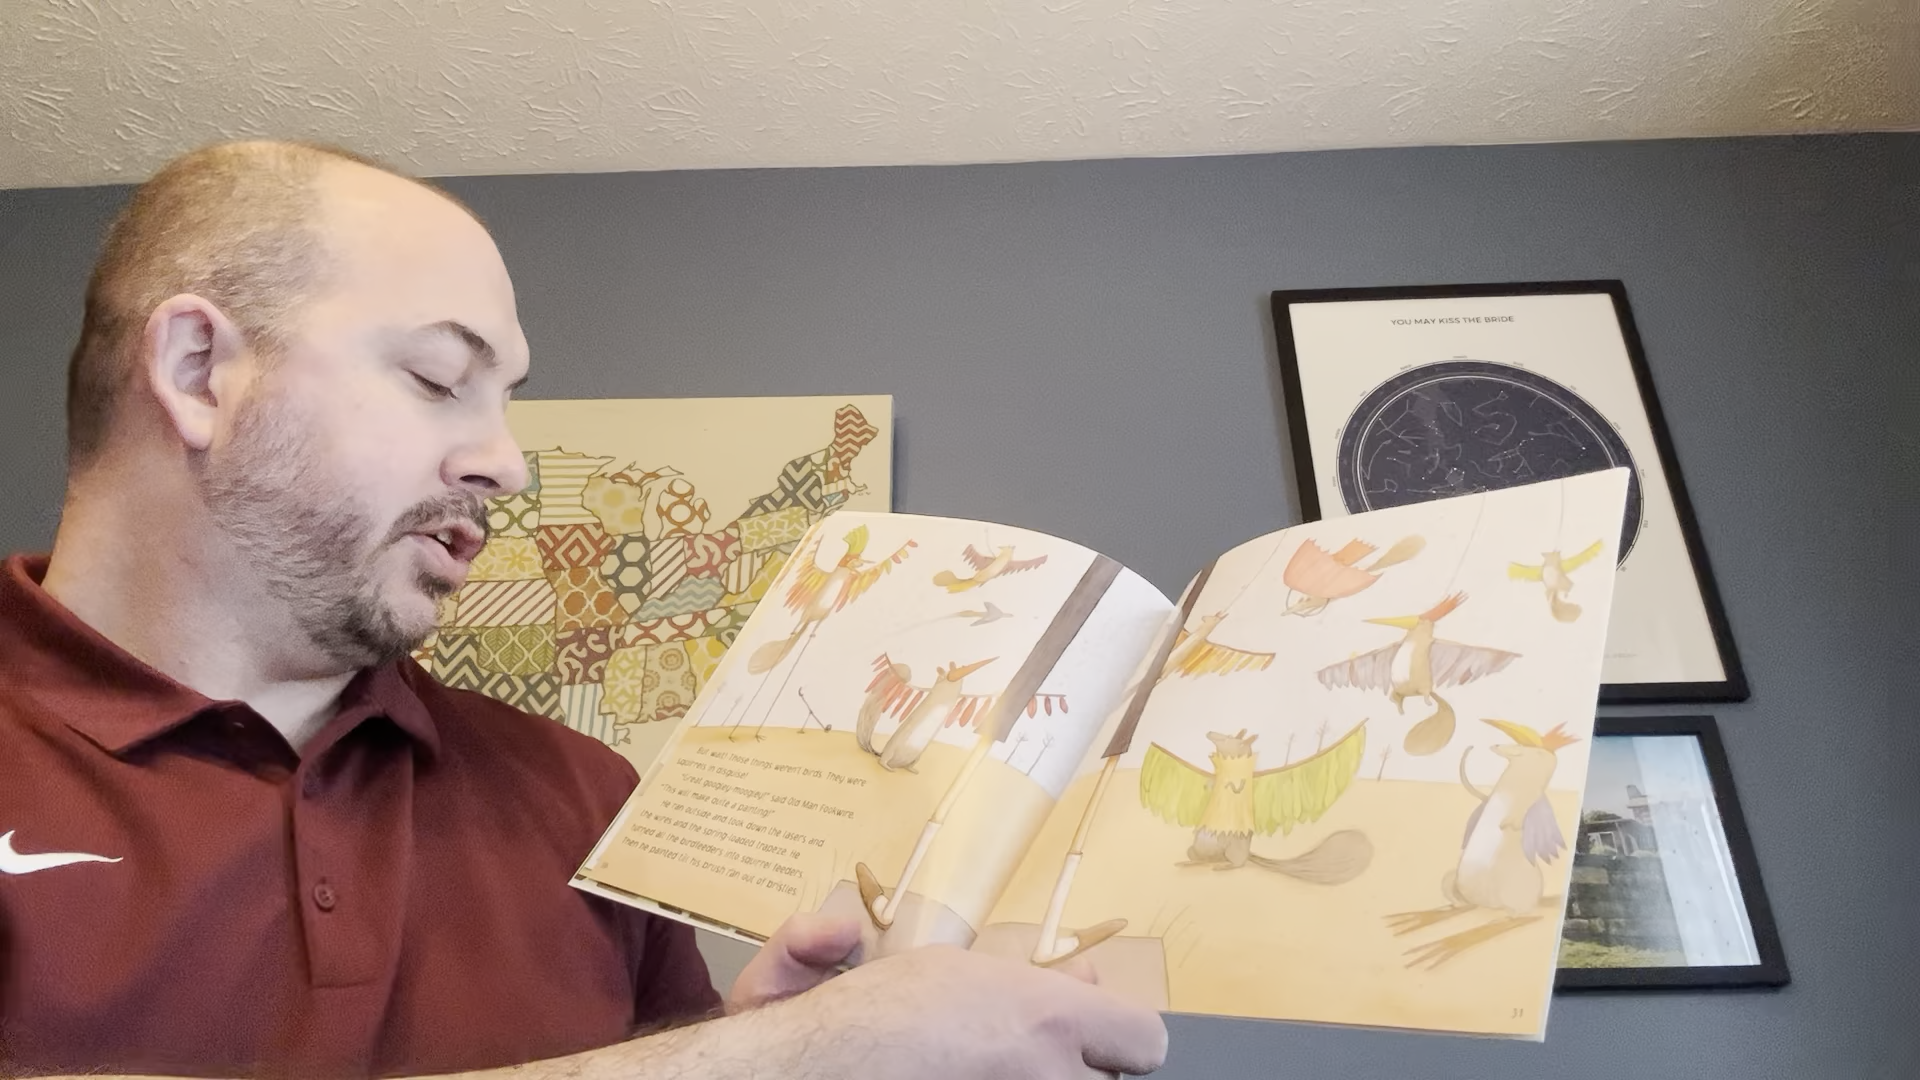 YOU MAY KISS THE BRIDE
But wait! Those things weren't birds. They were
squirrels in disguise!
"Great googley-moogley!" said Old Man Fookwire.
"This will make quite a painting!"
He ran outside and took down the lasers and
the wires and the spring-loaded trapeze. He
turned all the birdfeeders into squirrel feeders.
Then he painted till his brush ran out of bristles.
31